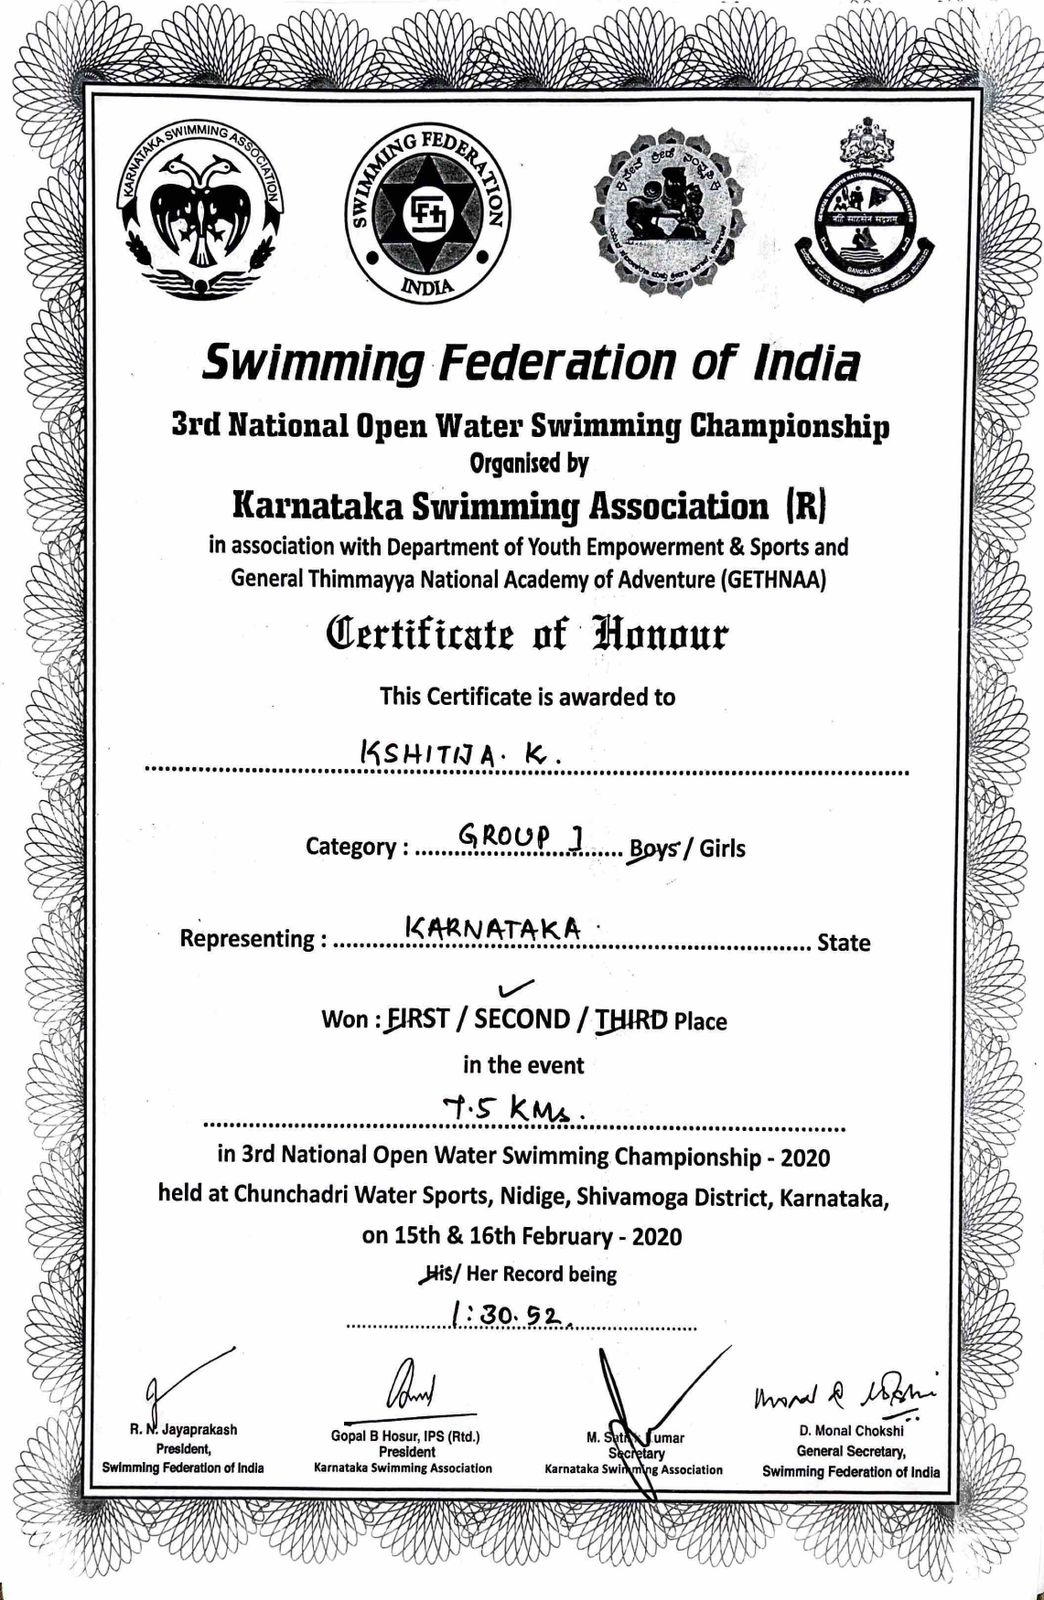 KARNATAKA SWIMMING ASSOCIATION
SWIMMING FEDERATION
INDIA
BANGALORE
Swimming Federation of India
3rd National Open Water Swimming Championship
Organised by
Karnataka Swimming Association (R)
in association with Department of Youth Empowerment & Sports and
General Thimmayya National Academy of Adventure (GETHNAA)
Certificate of Honour
This Certificate is awarded to
KSHITIJA. K.
Category : GROUP I Boys / Girls
Representing : KARNATAKA State
Won : FIRST / SECOND / THIRD Place
in the event
7.5 KMs.
in 3rd National Open Water Swimming Championship - 2020
held at Chunchadri Water Sports, Nidige, Shivamoga District, Karnataka,
on 15th & 16th February - 2020
His/ Her Record being
1:30.52
R. N. Jayaprakash
President,
Swimming Federation of India
Gopal B Hosur, IPS (Rtd.)
President
Karnataka Swimming Association
M. Kumar
Secretary
Karnataka Swimming Association
D. Monal Chokshi
General Secretary,
Swimming Federation of India